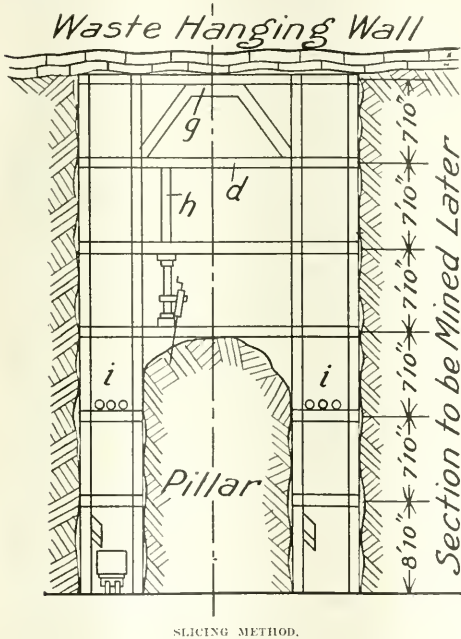 Waste Hanging Wall
g
d
h
i
i
Pillar
7'10"
7'10"
7'10"
7'10"
7'10"
8'10"
Section to be Mined Later
SLICING METHOD.